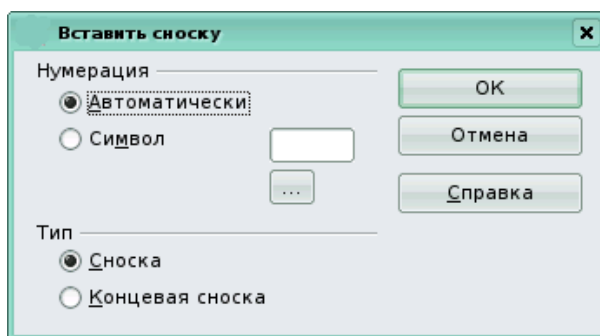 Вставить сноску
Нумерация
Автоматически
Символ
...
OK
Отмена
Справка
Тип
Сноска
Концевая сноска